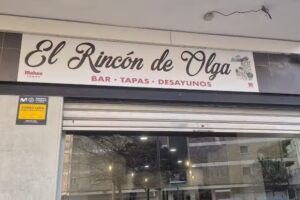 El Rincón de Olga
Mahou
BAR · TAPAS · DESAYUNOS